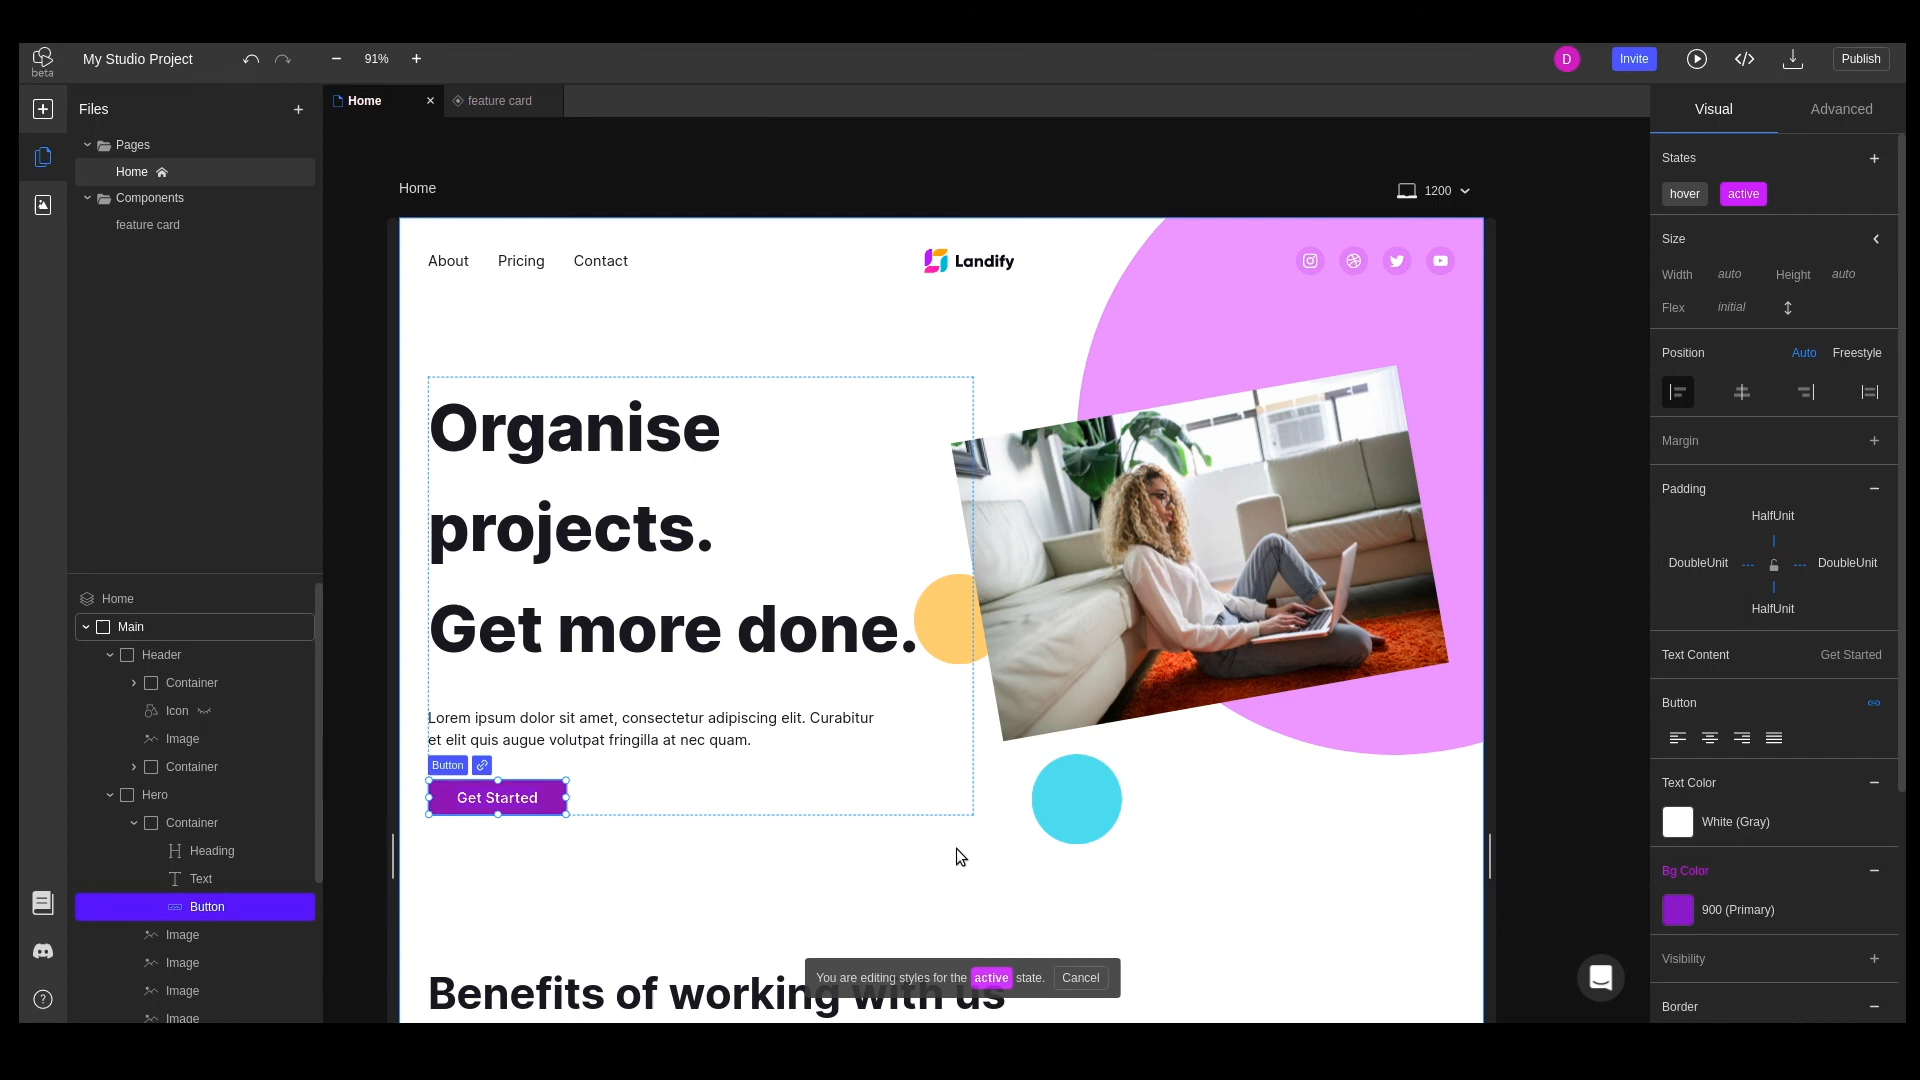 My Studio Project
91%
D
Invite
Publish
beta
Files
Home
feature card
Visual
Advanced
Pages
Home
Components
feature card
Home
1200
About
Pricing
Contact
Landify
Organise
projects.
Get more done.
Lorem ipsum dolor sit amet, consectetur adipiscing elit. Curabitur
et elit quis augue volutpat fringilla at nec quam.
Button
Get Started
Benefits of working with us
You are editing styles for the active state. Cancel
Home
Main
Header
Container
Icon
Image
Container
Hero
Container
Heading
Text
Button
Image
Image
Image
Image
States
hover
active
Size
Width auto Height auto
Flex initial
Position Auto Freestyle
Margin
Padding
HalfUnit
DoubleUnit DoubleUnit
HalfUnit
Text Content Get Started
Button
Text Color
White (Gray)
Bg Color
900 (Primary)
Visibility
Border